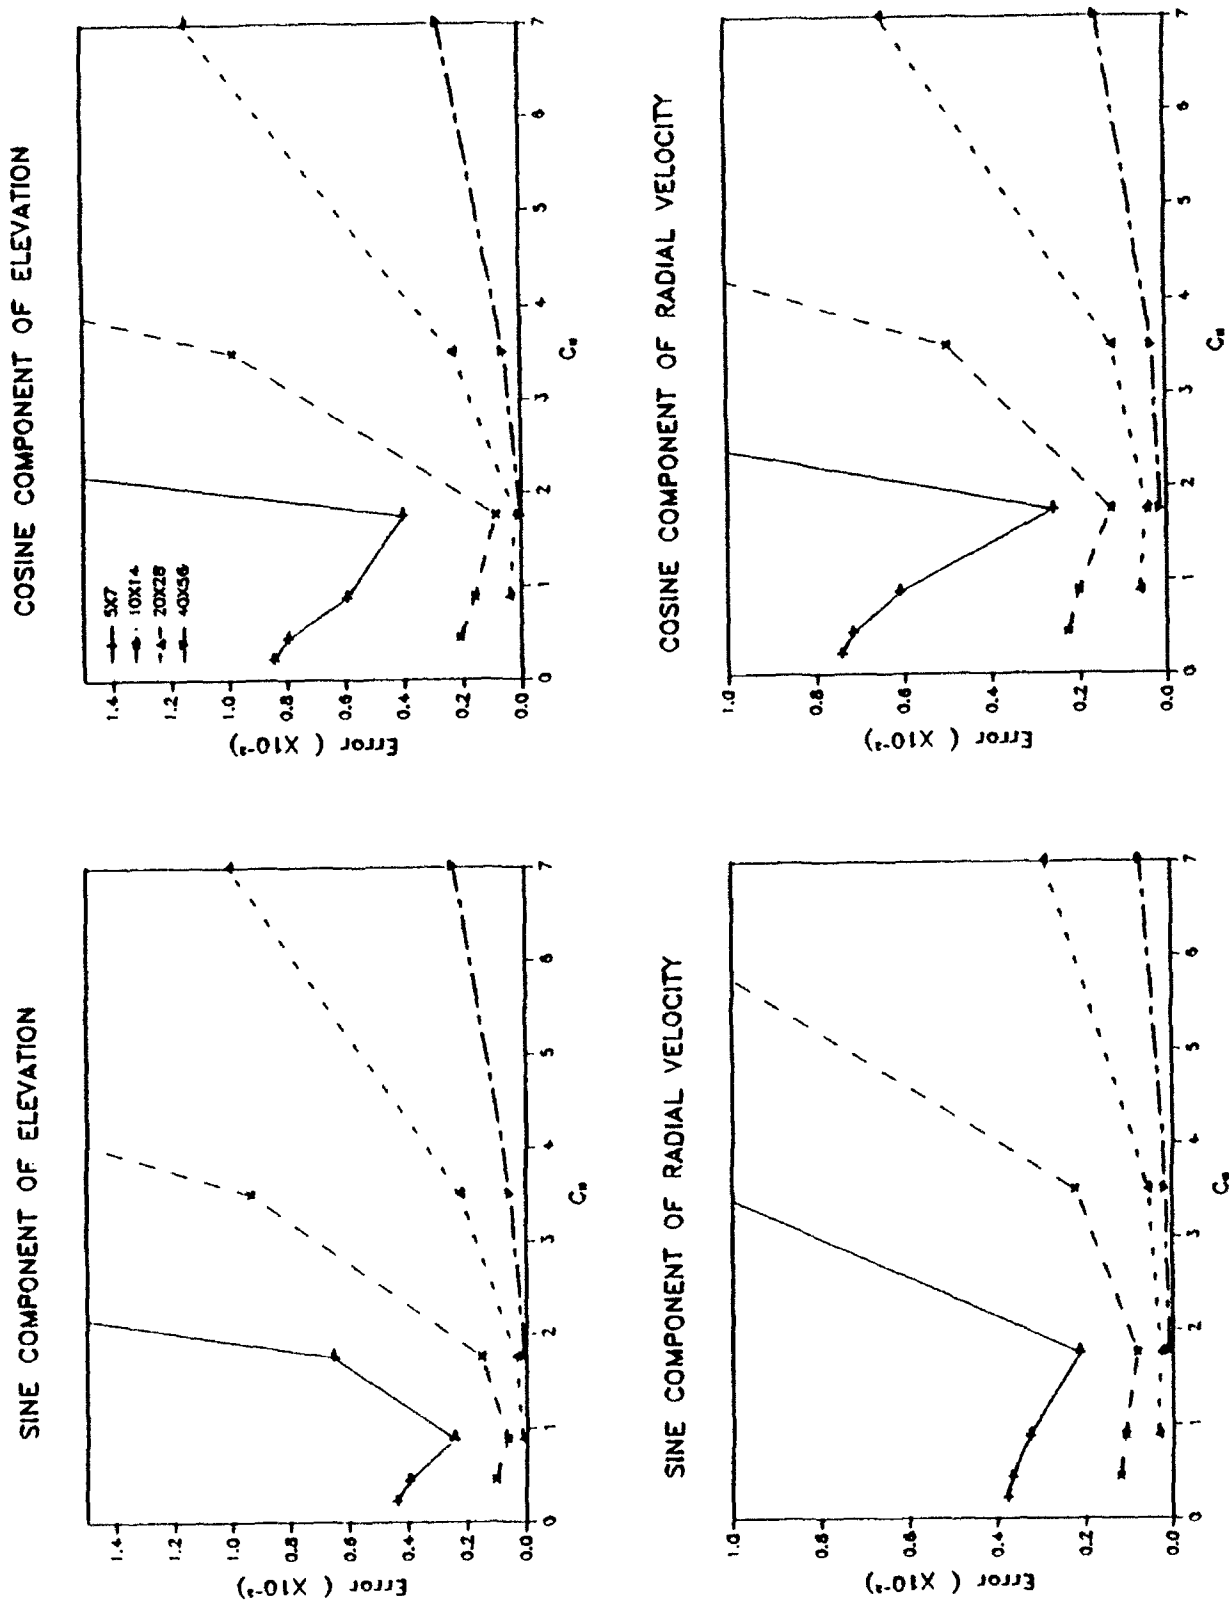 SINE COMPONENT OF ELEVATION
Error ( X10⁻³)
1.4
1.2
1.0
0.8
0.6
0.4
0.2
0.0
0 1 2 3 4 5 6 7
COSINE COMPONENT OF ELEVATION
5X7
10X14
20X28
40X56
Error ( X10⁻³)
1.4
1.2
1.0
0.8
0.6
0.4
0.2
0.0
0 1 2 3 4 5 6 7
SINE COMPONENT OF RADIAL VELOCITY
Error ( X10⁻³)
1.0
0.8
0.6
0.4
0.2
0.0
0 1 2 3 4 5 6 7
COSINE COMPONENT OF RADIAL VELOCITY
Error ( X10⁻³)
1.0
0.8
0.6
0.4
0.2
0.0
0 1 2 3 4 5 6 7